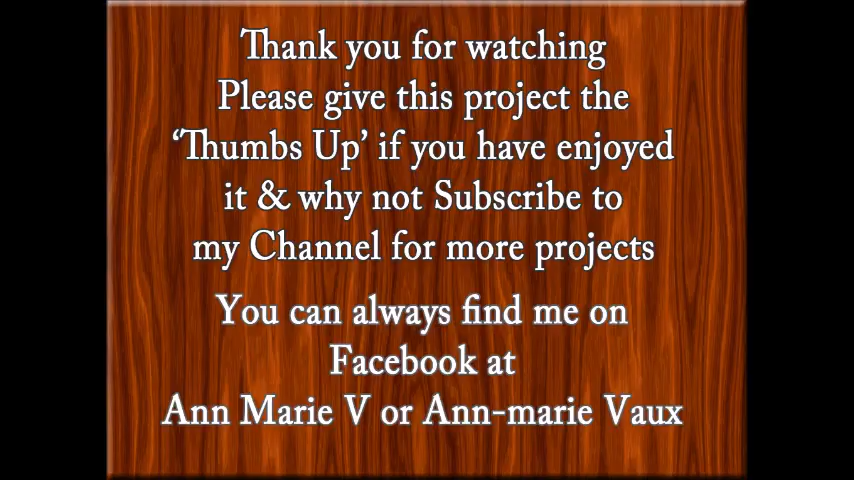 Thank you for watching
Please give this project the
‘Thumbs Up’ if you have enjoyed
it & why not Subscribe to
my Channel for more projects
You can always find me on
Facebook at
Ann Marie V or Ann-marie Vaux